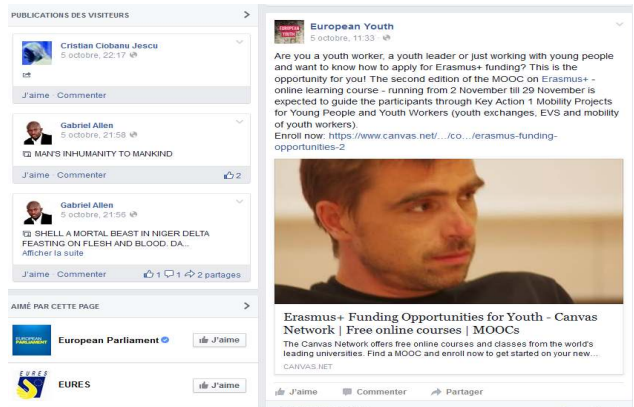 PUBLICATIONS DES VISITEURS
Cristian Ciobanu Jescu
5 octobre, 22:17
J'aime · Commenter
Gabriel Allen
5 octobre, 21:58
MAN'S INHUMANITY TO MANKIND
J'aime · Commenter
2
Gabriel Allen
5 octobre, 21:56
SHELL A MORTAL BEAST IN NIGER DELTA
FEASTING ON FLESH AND BLOOD. DA...
Afficher la suite
J'aime · Commenter
1 1 2 partages
AIMÉ PAR CETTE PAGE
EUROPEAN
PARLIAMENT
European Parliament
J'aime
EURES
EURES
J'aime
EUROPEAN
YOUTH
European Youth
5 octobre, 11:33 ·
Are you a youth worker, a youth leader or just working with young people
and want to know how to apply for Erasmus+ funding? This is the
opportunity for you! The second edition of the MOOC on Erasmus+ -
online learning course - running from 2 November till 29 November is
expected to guide the participants through Key Action 1 Mobility Projects
for Young People and Youth Workers (youth exchanges, EVS and mobility
of youth workers).
Enroll now: https://www.canvas.net/.../co.../erasmus-funding-
opportunities-2
Erasmus+ Funding Opportunities for Youth - Canvas
Network | Free online courses | MOOCs
The Canvas Network offers free online courses and classes from the world's
leading universities. Find a MOOC and enroll now to get started on your new...
CANVAS.NET
J'aime Commenter Partager